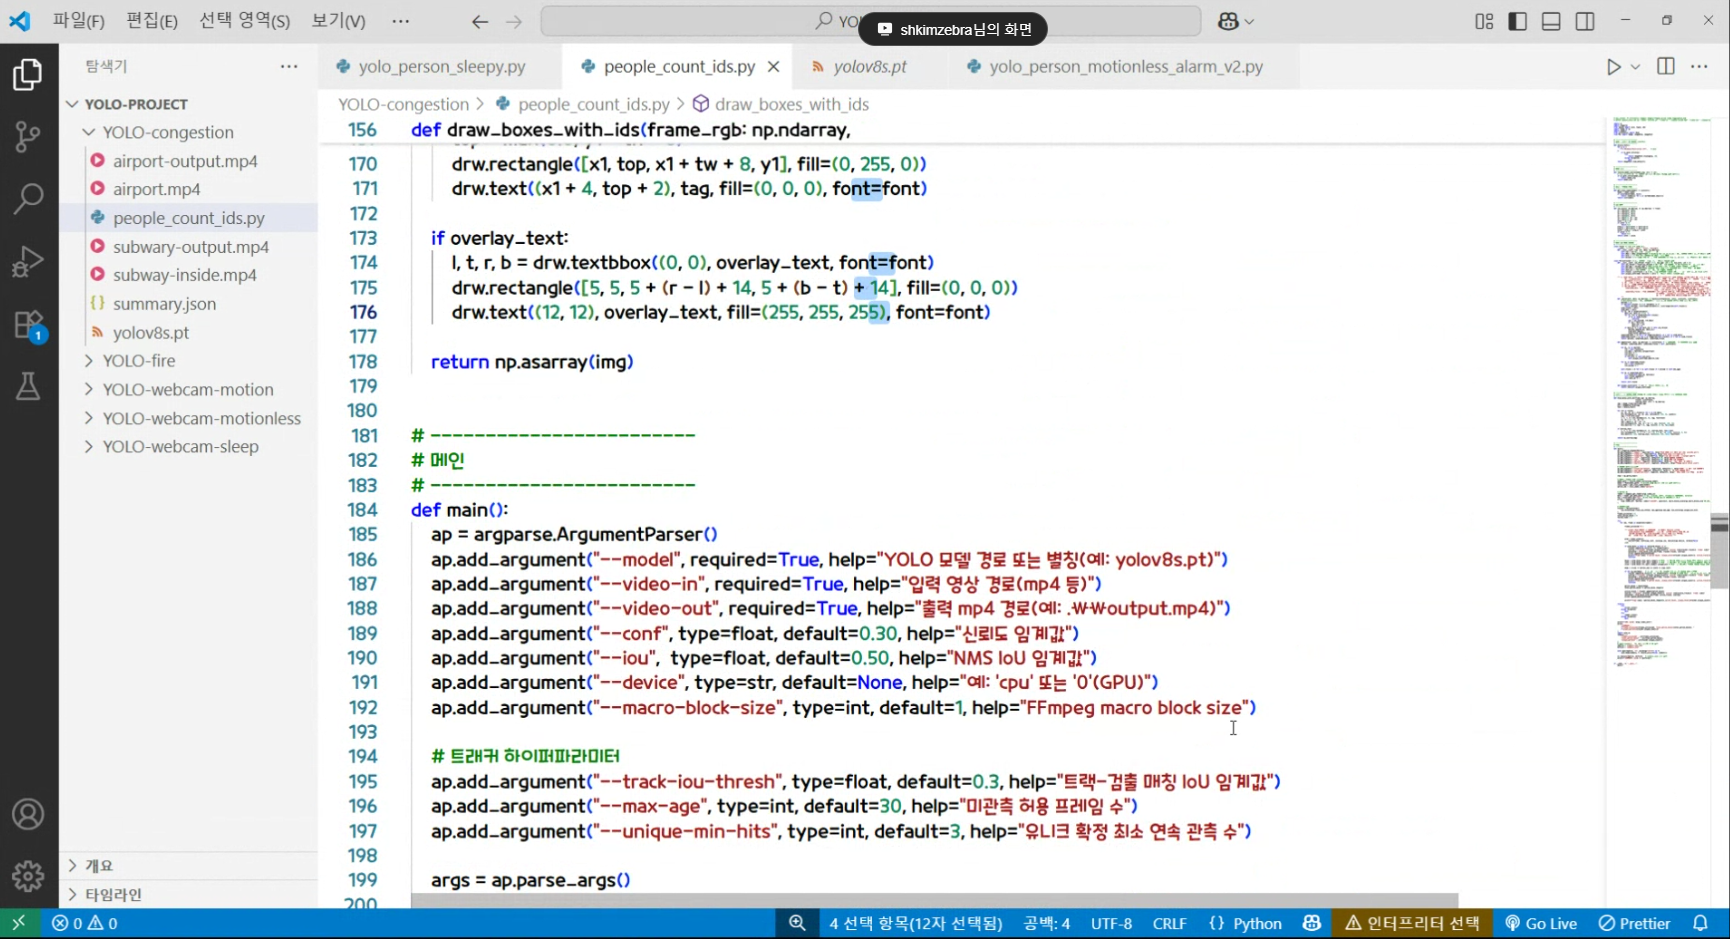 파일(F) 편집(E) 선택 영역(S) 보기(V) ···
YO
shkimzebra님의 화면
탐색기
YOLO-PROJECT
YOLO-congestion
airport-output.mp4
airport.mp4
people_count_ids.py
subwary-output.mp4
subway-inside.mp4
summary.json
yolov8s.pt
YOLO-fire
YOLO-webcam-motion
YOLO-webcam-motionless
YOLO-webcam-sleep
개요
타임라인
yolo_person_sleepy.py people_count_ids.py yolov8s.pt yolo_person_motionless_alarm_v2.py
YOLO-congestion > people_count_ids.py > draw_boxes_with_ids
156 def draw_boxes_with_ids(frame_rgb: np.ndarray,
170 drw.rectangle([x1, top, x1 + tw + 8, y1], fill=(0, 255, 0))
171 drw.text((x1 + 4, top + 2), tag, fill=(0, 0, 0), font=font)
172
173 if overlay_text:
174 l, t, r, b = drw.textbbox((0, 0), overlay_text, font=font)
175 drw.rectangle([5, 5, 5 + (r - l) + 14, 5 + (b - t) + 14], fill=(0, 0, 0))
176 drw.text((12, 12), overlay_text, fill=(255, 255, 255), font=font)
177
178 return np.asarray(img)
179
180
181 # ------------------------
182 # 메인
183 # ------------------------
184 def main():
185 ap = argparse.ArgumentParser()
186 ap.add_argument("--model", required=True, help="YOLO 모델 경로 또는 별칭(예: yolov8s.pt)")
187 ap.add_argument("--video-in", required=True, help="입력 영상 경로(mp4 등)")
188 ap.add_argument("--video-out", required=True, help="출력 mp4 경로(예: .₩₩output.mp4)")
189 ap.add_argument("--conf", type=float, default=0.30, help="신뢰도 임계값")
190 ap.add_argument("--iou", type=float, default=0.50, help="NMS IoU 임계값")
191 ap.add_argument("--device", type=str, default=None, help="예: 'cpu' 또는 '0'(GPU)")
192 ap.add_argument("--macro-block-size", type=int, default=1, help="FFmpeg macro block size")
193
194 # 트래커 하이퍼파라미터
195 ap.add_argument("--track-iou-thresh", type=float, default=0.3, help="트랙-검출 매칭 IoU 임계값")
196 ap.add_argument("--max-age", type=int, default=30, help="미관측 허용 프레임 수")
197 ap.add_argument("--unique-min-hits", type=int, default=3, help="유니크 확정 최소 연속 관측 수")
198
199 args = ap.parse_args()
200
0 0 4 선택 항목(12자 선택됨) 공백: 4 UTF-8 CRLF {} Python 인터프리터 선택 Go Live Prettier